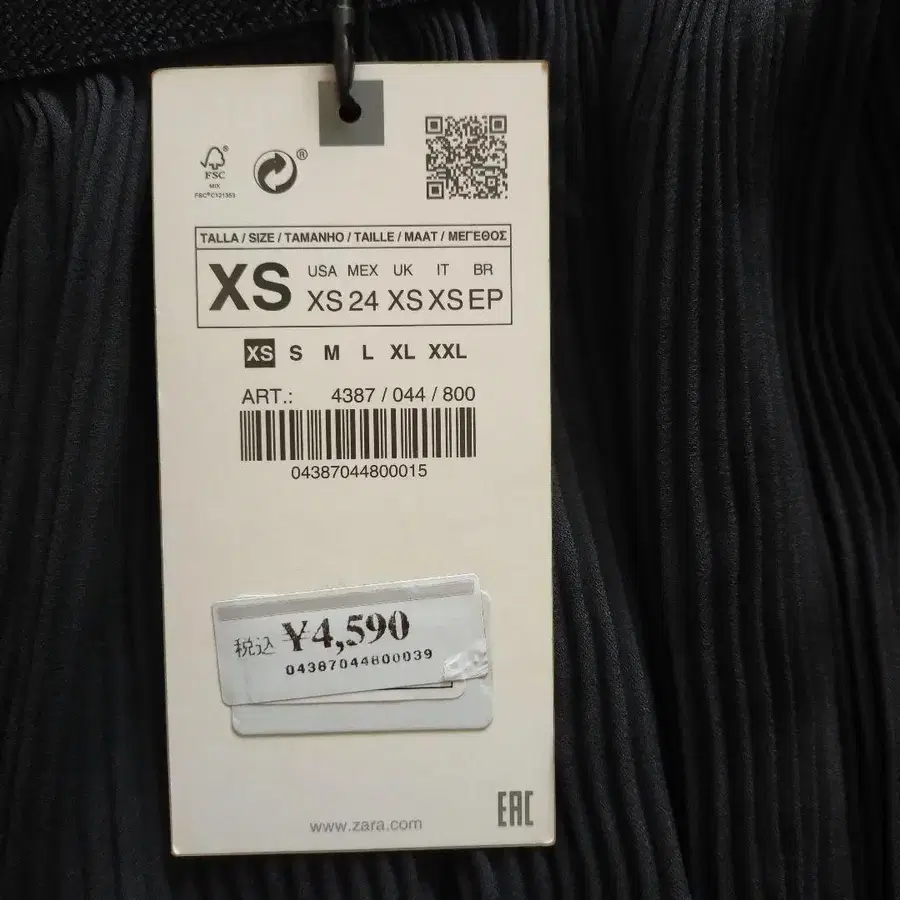 FSC®
MIX
FSC® C121353
®
TALLA / SIZE / TAMANHO / TAILLE / MAAT / ΜΕΓΕΘΟΣ
XS
USA MEX UK IT BR
XS 24 XS XS EP
XS S M L XL XXL
ART.: 4387 / 044 / 800
04387044800015
税込 ¥4,590
04387044800039
www.zara.com
EAC